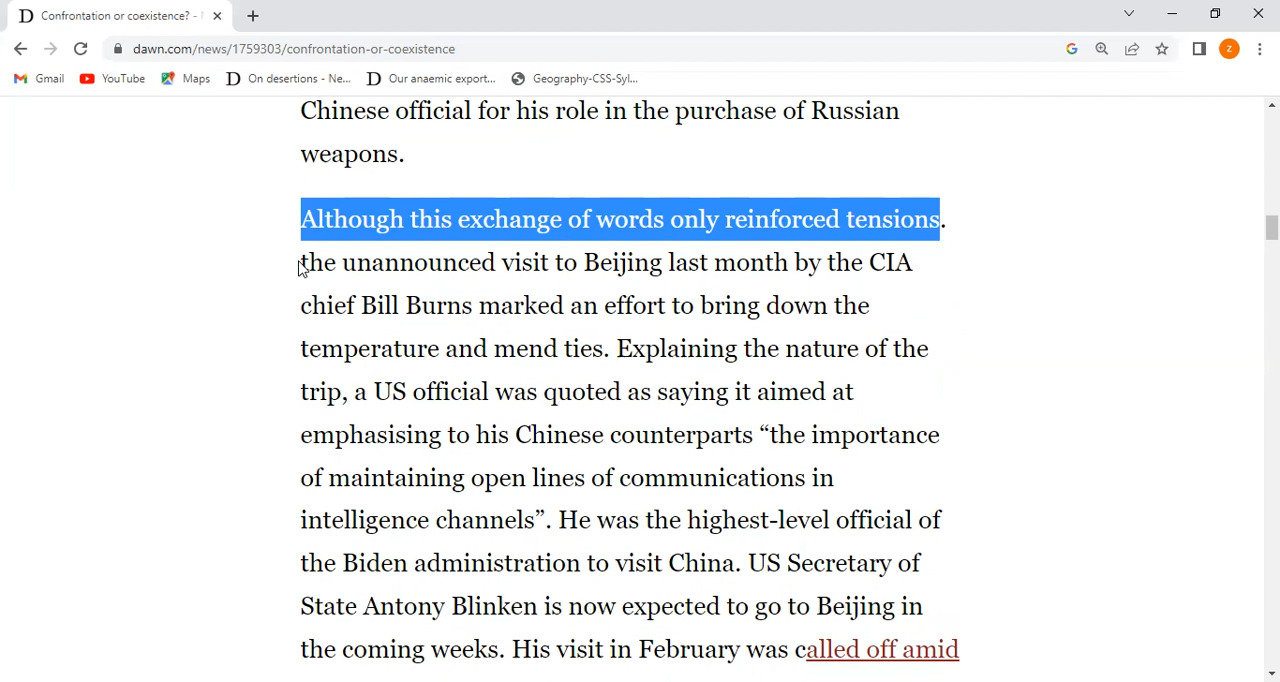 D Confrontation or coexistence? -
dawn.com/news/1759303/confrontation-or-coexistence
G
z
Gmail YouTube Maps D On desertions - Ne... D Our anaemic export... Geography-CSS-Syl...
Chinese official for his role in the purchase of Russian
weapons.
Although this exchange of words only reinforced tensions.
the unannounced visit to Beijing last month by the CIA
chief Bill Burns marked an effort to bring down the
temperature and mend ties. Explaining the nature of the
trip, a US official was quoted as saying it aimed at
emphasising to his Chinese counterparts “the importance
of maintaining open lines of communications in
intelligence channels”. He was the highest-level official of
the Biden administration to visit China. US Secretary of
State Antony Blinken is now expected to go to Beijing in
the coming weeks. His visit in February was called off amid